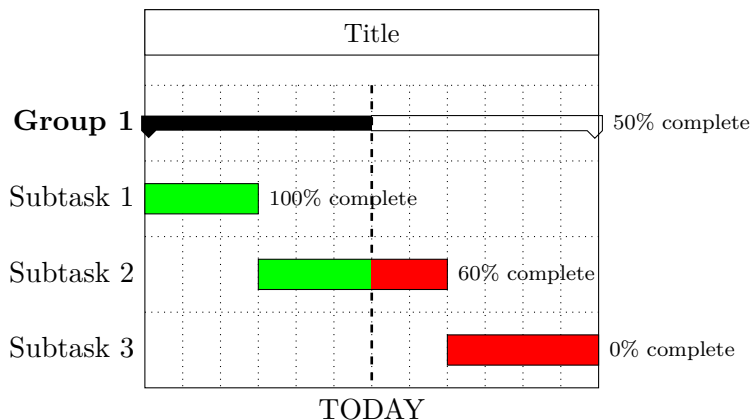 Title
Group 1
50% complete
Subtask 1
100% complete
Subtask 2
60% complete
Subtask 3
0% complete
TODAY